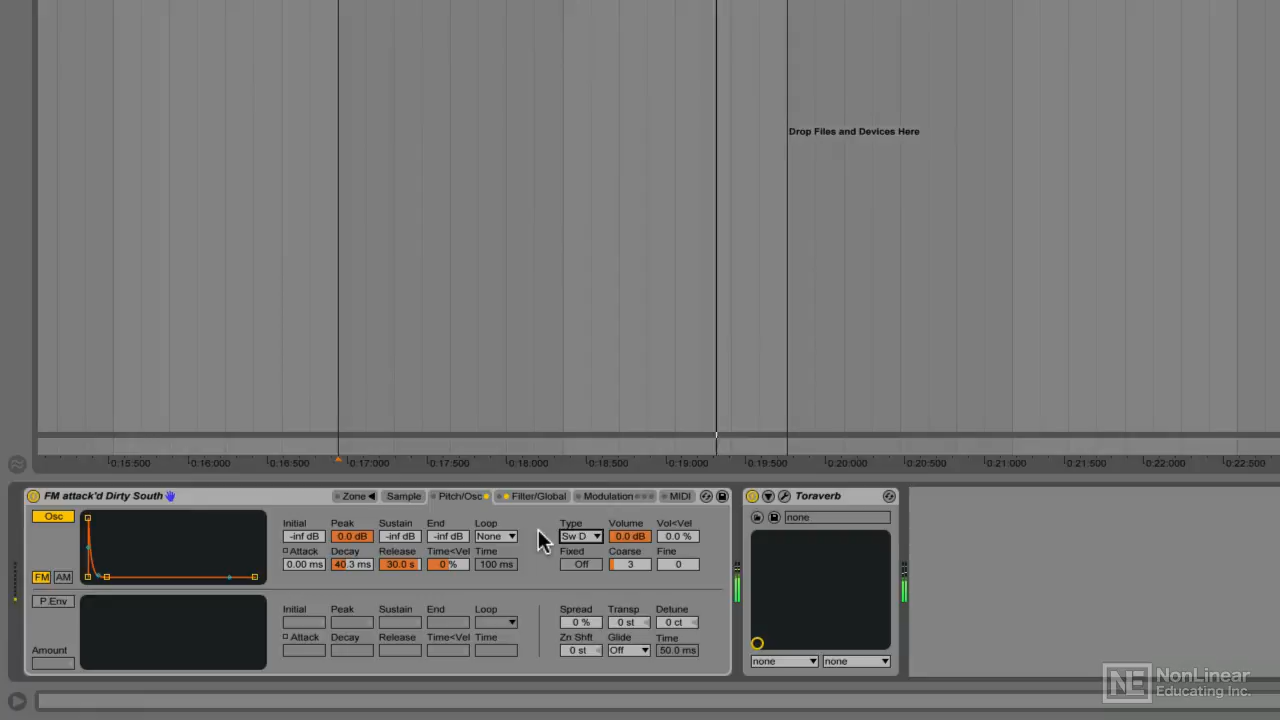 Drop Files and Devices Here
0:15:500 0:16:000 0:16:500 0:17:000 0:17:500 0:18:000 0:18:500 0:19:000 0:19:500 0:20:000 0:20:500 0:21:000 0:21:500 0:22:000 0:22:500
FM attack'd Dirty South Zone Sample Pitch/Osc Filter/Global Modulation MIDI
Toraverb
Osc
none
Initial Peak Sustain End Loop Type Volume Vol<Vel
-inf dB 0.0 dB -inf dB -inf dB None Sw D 0.0 dB 0.0 %
Attack Decay Release Time<Vel Time Fixed Coarse Fine
0.00 ms 40.3 ms 30.0 s 0 % 100 ms Off 3 0
FM AM
P.Env
Initial Peak Sustain End Loop Spread Transp Detune
0 % 0 st 0 ct
Attack Decay Release Time<Vel Time Zn Shft Glide Time
Amount
0 st Off 50.0 ms
none none
NE NonLinear
Educating Inc.